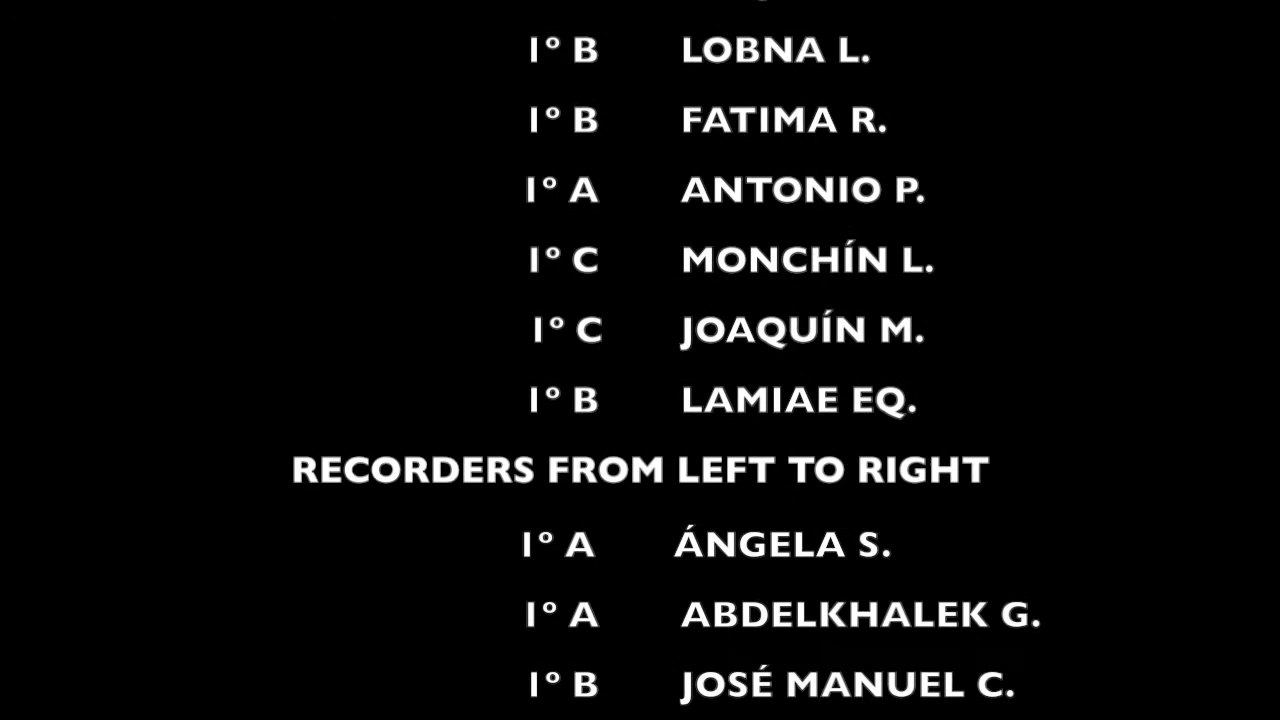 1º B LOBNA L.
1º B FATIMA R.
1º A ANTONIO P.
1º C MONCHÍN L.
1º C JOAQUÍN M.
1º B LAMIAE EQ.
RECORDERS FROM LEFT TO RIGHT
1º A ÁNGELA S.
1º A ABDELKHALEK G.
1º B JOSÉ MANUEL C.